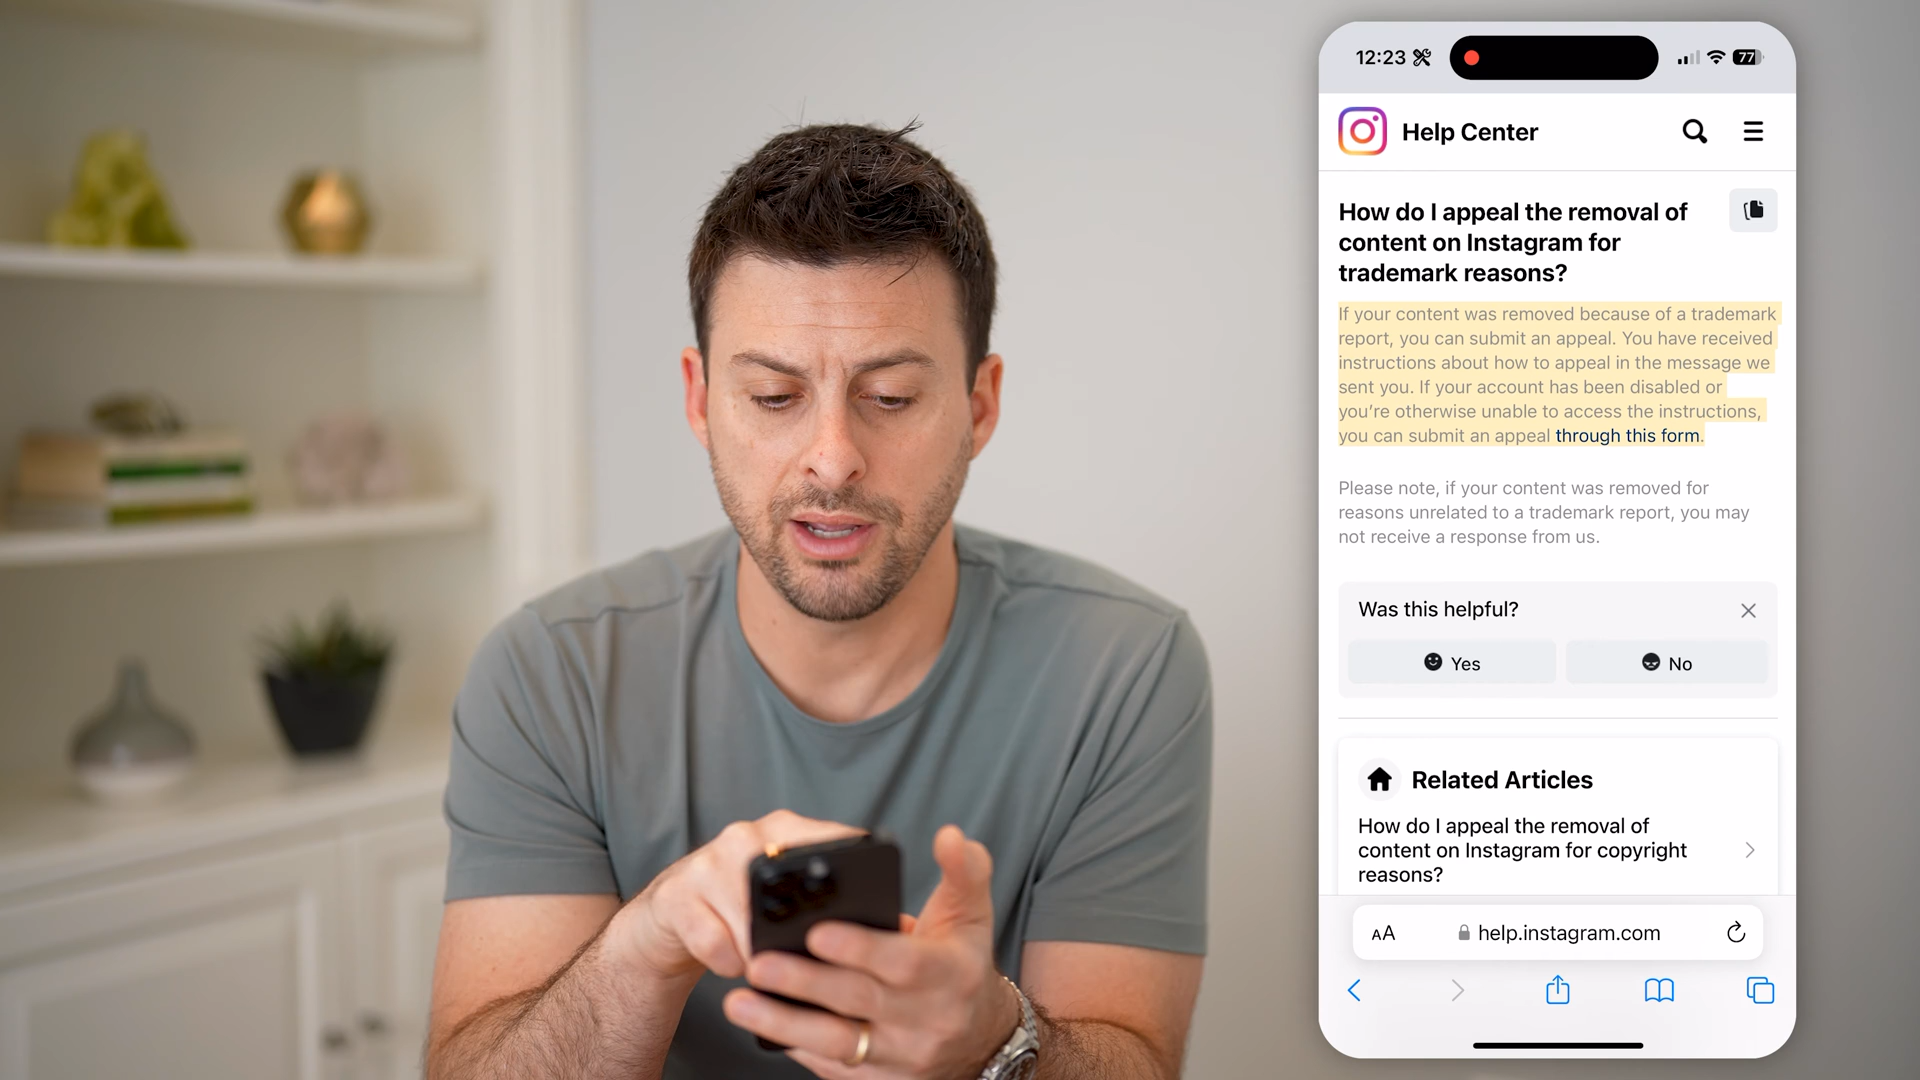 12:23
77
Help Center
How do I appeal the removal of
content on Instagram for
trademark reasons?
If your content was removed because of a trademark
report, you can submit an appeal. You have received
instructions about how to appeal in the message we
sent you. If your account has been disabled or
you’re otherwise unable to access the instructions,
you can submit an appeal through this form.
Please note, if your content was removed for
reasons unrelated to a trademark report, you may
not receive a response from us.
Was this helpful?
Yes
No
Related Articles
How do I appeal the removal of
content on Instagram for copyright
reasons?
AA
help.instagram.com